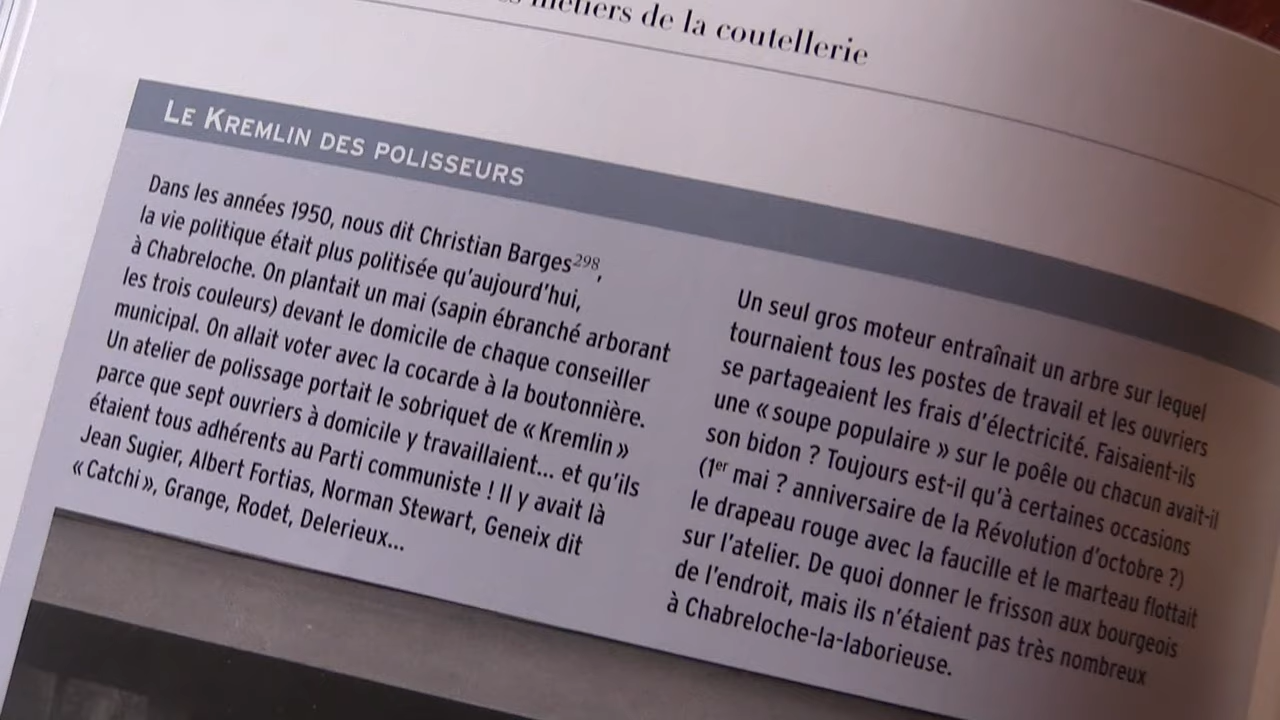 métiers de la coutellerie
LE KREMLIN DES POLISSEURS
Dans les années 1950, nous dit Christian Barges298,
la vie politique était plus politisée qu'aujourd'hui,
à Chabreloche. On plantait un mai (sapin ébranché arborant
les trois couleurs) devant le domicile de chaque conseiller
municipal. On allait voter avec la cocarde à la boutonnière.
Un atelier de polissage portait le sobriquet de « Kremlin »
parce que sept ouvriers à domicile y travaillaient... et qu'ils
étaient tous adhérents au Parti communiste ! Il y avait là
Jean Sugier, Albert Fortias, Norman Stewart, Geneix dit
« Catchi », Grange, Rodet, Delerieux...
Un seul gros moteur entraînait un arbre sur lequel
tournaient tous les postes de travail et les ouvriers
se partageaient les frais d'électricité. Faisaient-ils
une « soupe populaire » sur le poêle ou chacun avait-il
son bidon ? Toujours est-il qu'à certaines occasions
(1er mai ? anniversaire de la Révolution d'octobre ?)
le drapeau rouge avec la faucille et le marteau flottait
sur l'atelier. De quoi donner le frisson aux bourgeois
de l'endroit, mais ils n'étaient pas très nombreux
à Chabreloche-la-laborieuse.